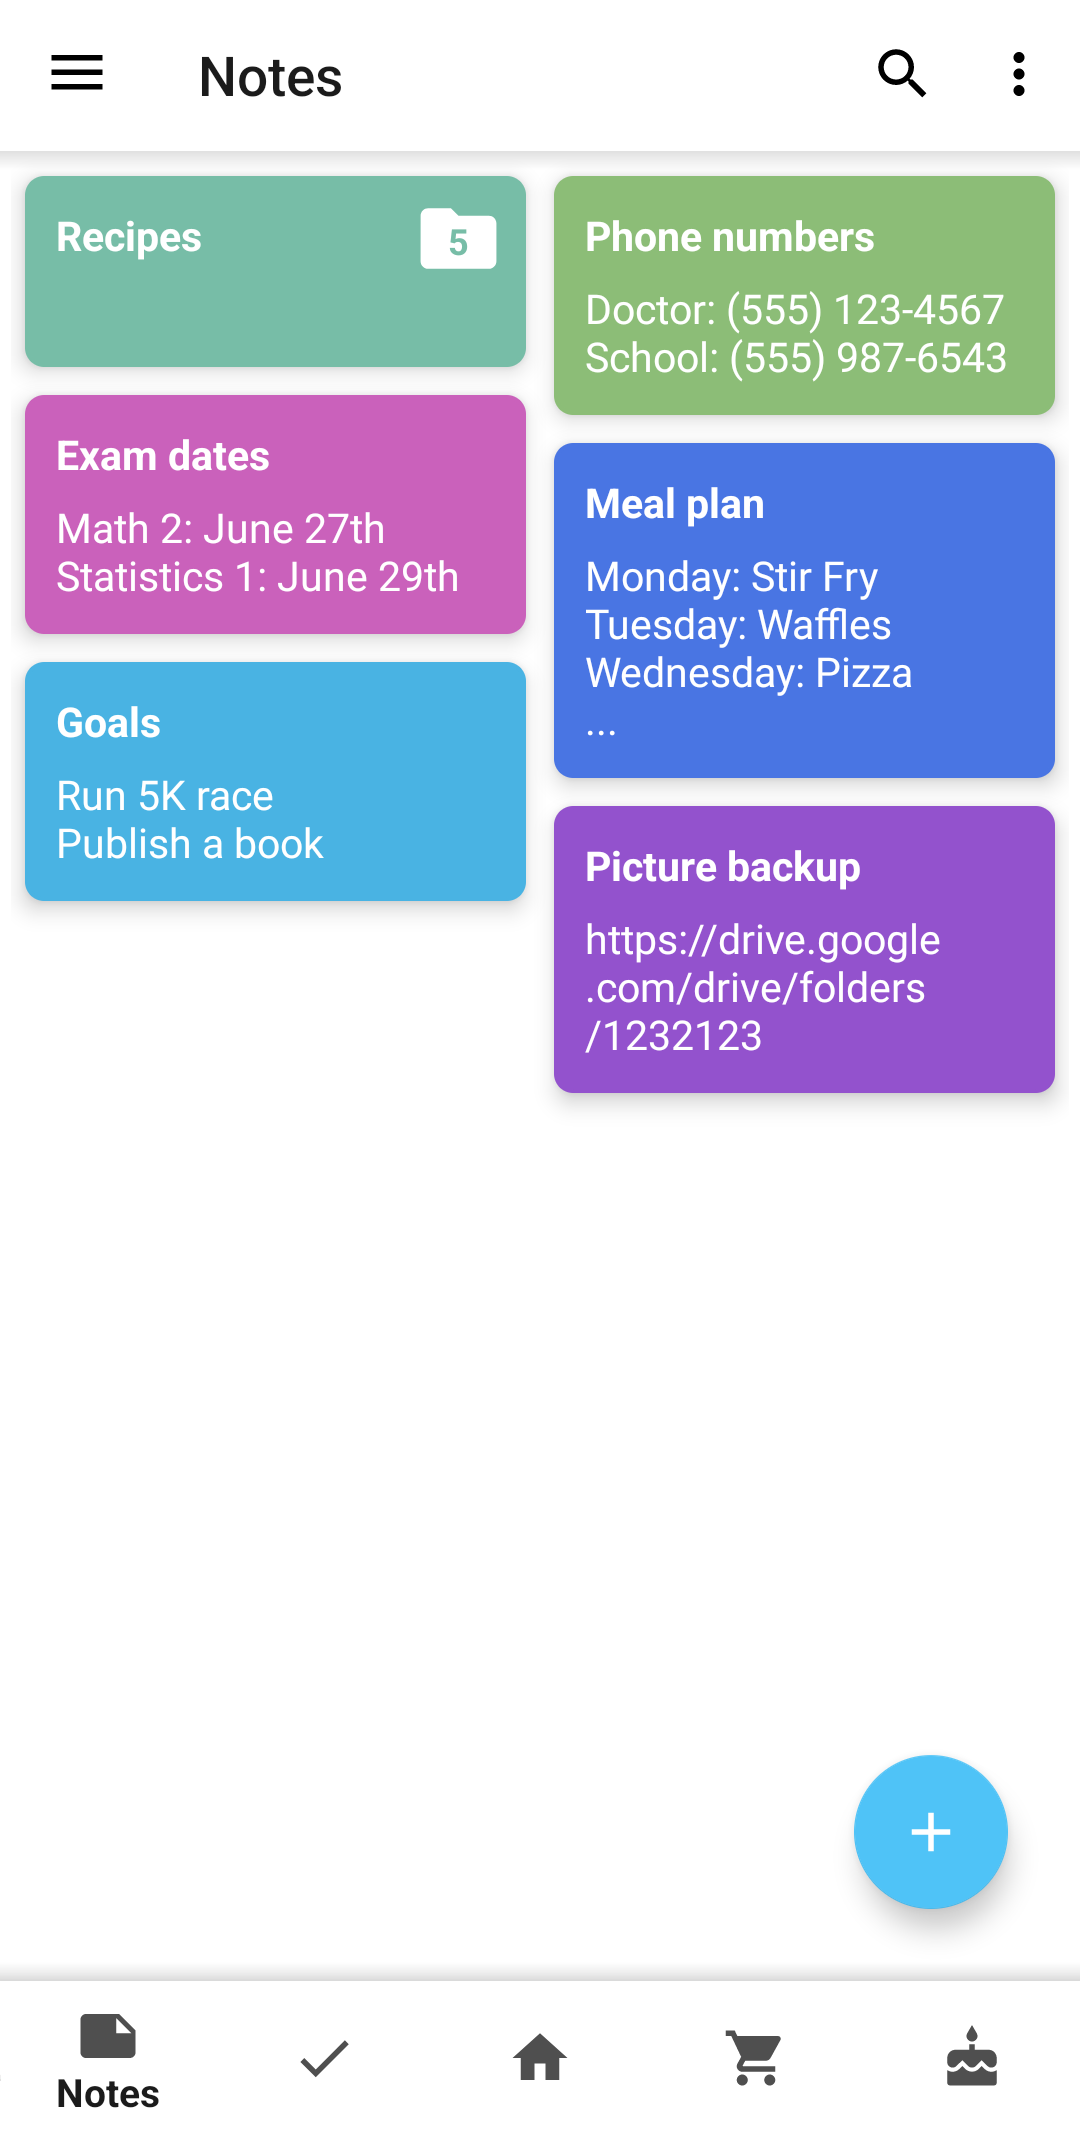 Notes
Recipes
5
Exam dates
Math 2: June 27th
Statistics 1: June 29th
Goals
Run 5K race
Publish a book
Phone numbers
Doctor: (555) 123-4567
School: (555) 987-6543
Meal plan
Monday: Stir Fry
Tuesday: Waffles
Wednesday: Pizza
...
Picture backup
https://drive.google
.com/drive/folders
/1232123
Notes